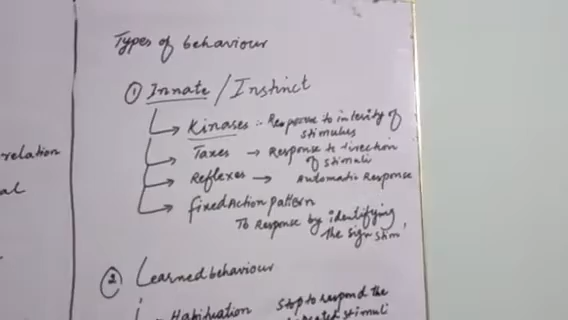 Types of behaviour
① Innate / Instinct
Kinases :- Response to intensity of stimulus
Taxes → Response to direction of stimuli
Reflexes → Automatic Response
fixed Action pattern
To Response by identifying
the sign stim'
relation
al
② Learned behaviour
Habituation Stop to respond the
stimuli